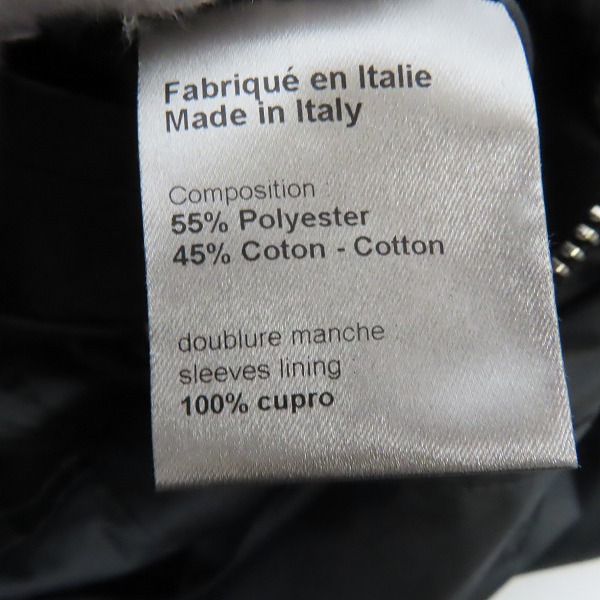 Fabriqué en Italie
Made in Italy
Composition :
55% Polyester
45% Coton - Cotton
doublure manche :
sleeves lining :
100% cupro